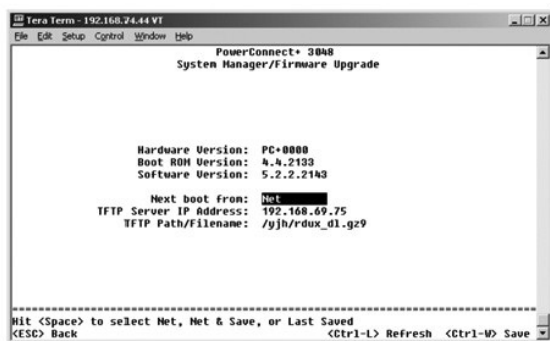 Tera Term - 192.168.74.44 VT
File Edit Setup Control Window Help
PowerConnect+ 3048
System Manager/Firmware Upgrade
Hardware Version: PC+0000
Boot ROM Version: 4.4.2133
Software Version: 5.2.2.2143
Next boot from: Net
TFTP Server IP Address: 192.168.69.75
TFTP Path/Filename: /yjh/rdux_dl.gz9
Hit <Space> to select Net, Net & Save, or Last Saved
<ESC> Back <Ctrl-L> Refresh <Ctrl-W> Save